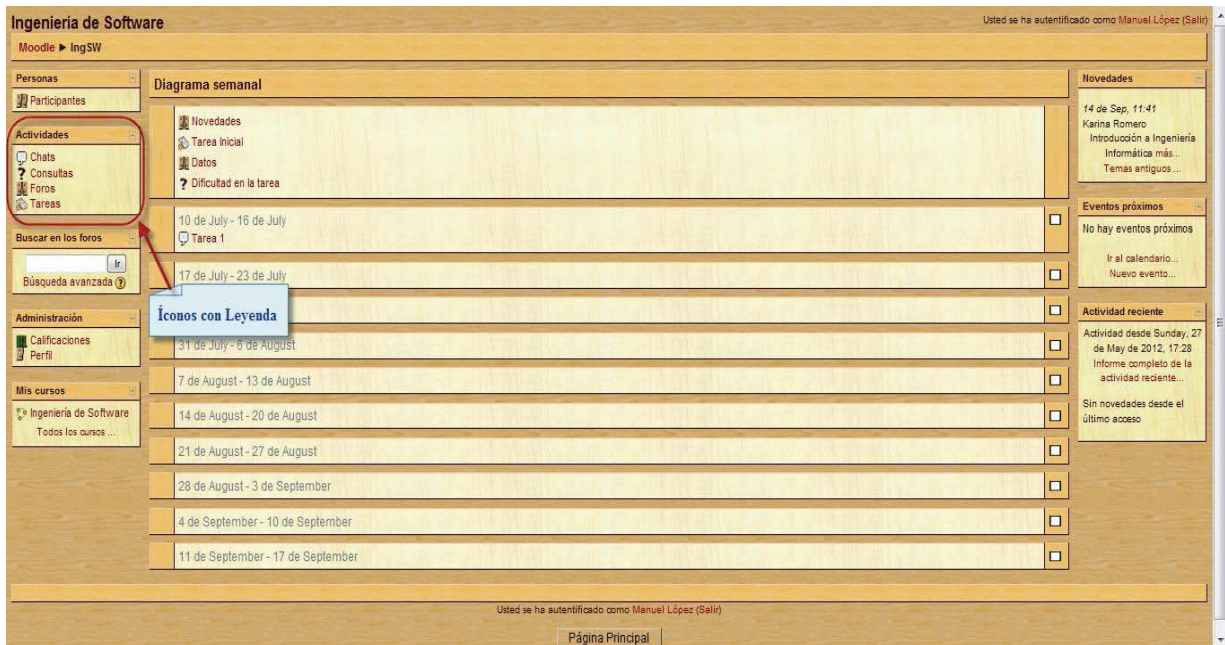 Ingeniería de Software
Usted se ha autentificado como Manuel López (Salir)
Moodle ► IngSW
Personas
Participantes
Actividades
Chats
? Consultas
Foros
Tareas
Buscar en los foros
Ir
Búsqueda avanzada ?
Administración
Calificaciones
Perfil
Mis cursos
Ingeniería de Software
Todos los cursos ...
Diagrama semanal
Novedades
Tarea Inicial
Datos
? Dificultad en la tarea
10 de July - 16 de July
Tarea 1
17 de July - 23 de July
Íconos con Leyenda
31 de July - 6 de August
7 de August - 13 de August
14 de August - 20 de August
21 de August - 27 de August
28 de August - 3 de September
4 de September - 10 de September
11 de September - 17 de September
Novedades
14 de Sep, 11:41
Karina Romero
Introducción a Ingeniería
Informática más...
Temas antiguos ...
Eventos próximos
No hay eventos próximos
Ir al calendario...
Nuevo evento...
Actividad reciente
Actividad desde Sunday, 27
de May de 2012, 17:28
Informe completo de la
actividad reciente...
Sin novedades desde el
último acceso
Usted se ha autentificado como Manuel López (Salir)
Página Principal